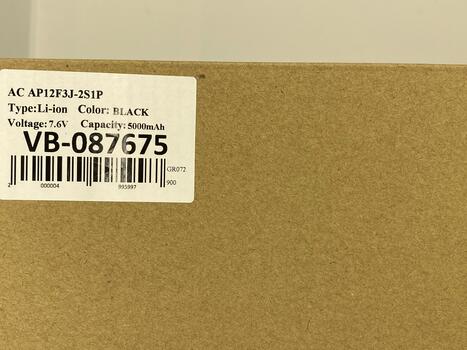 AC AP12F3J-2S1P
Type:Li-ion Color: BLACK
Voltage:7.6V Capacity: 5000mAh
VB-087675
GR072
2 000004 995997 900